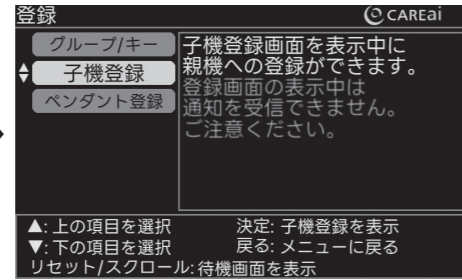 登録
CAREai
グループ/キー
子機登録
ペンダント登録
子機登録画面を表示中に
親機への登録ができます。
登録画面の表示中は
通知を受信できません。
ご注意ください。
▲: 上の項目を選択 決定: 子機登録を表示
▼: 下の項目を選択 戻る: メニューに戻る
リセット/スクロール: 待機画面を表示